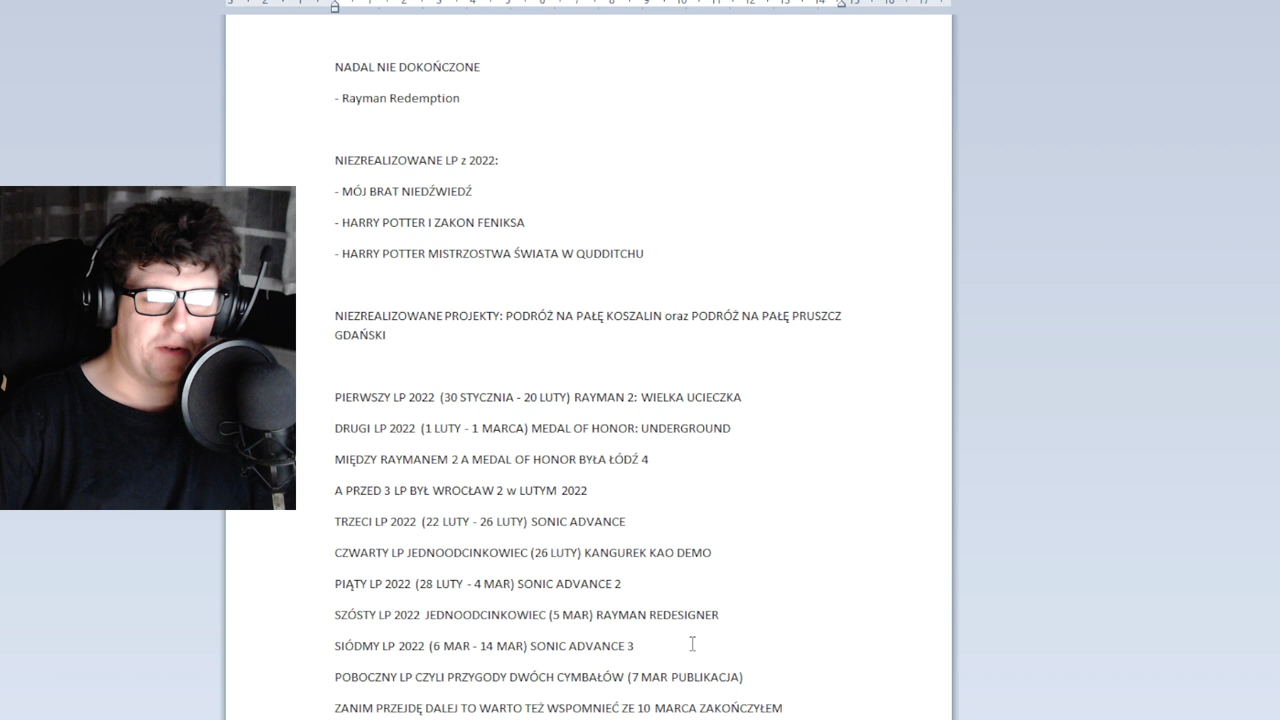 NADAL NIE DOKOŃCZONE
- Rayman Redemption
NIEZREALIZOWANE LP z 2022:
- MÓJ BRAT NIEDŹWIEDŹ
- HARRY POTTER I ZAKON FENIKSA
- HARRY POTTER MISTRZOSTWA ŚWIATA W QUDDITCHU
NIEZREALIZOWANE PROJEKTY: PODRÓŻ NA PAŁĘ KOSZALIN oraz PODRÓŻ NA PAŁĘ PRUSZCZ
GDAŃSKI
PIERWSZY LP 2022 (30 STYCZNIA - 20 LUTY) RAYMAN 2: WIELKA UCIECZKA
DRUGI LP 2022 (1 LUTY - 1 MARCA) MEDAL OF HONOR: UNDERGROUND
MIĘDZY RAYMANEM 2 A MEDAL OF HONOR BYŁA ŁÓDŹ 4
A PRZED 3 LP BYŁ WROCŁAW 2 w LUTYM 2022
TRZECI LP 2022 (22 LUTY - 26 LUTY) SONIC ADVANCE
CZWARTY LP JEDNOODCINKOWIEC (26 LUTY) KANGUREK KAO DEMO
PIĄTY LP 2022 (28 LUTY - 4 MAR) SONIC ADVANCE 2
SZÓSTY LP 2022 JEDNOODCINKOWIEC (5 MAR) RAYMAN REDESIGNER
SIÓDMY LP 2022 (6 MAR - 14 MAR) SONIC ADVANCE 3
POBOCZNY LP CZYLI PRZYGODY DWÓCH CYMBAŁÓW (7 MAR PUBLIKACJA)
ZANIM PRZEJDĘ DALEJ TO WARTO TEŻ WSPOMNIEĆ ZE 10 MARCA ZAKOŃCZYŁEM